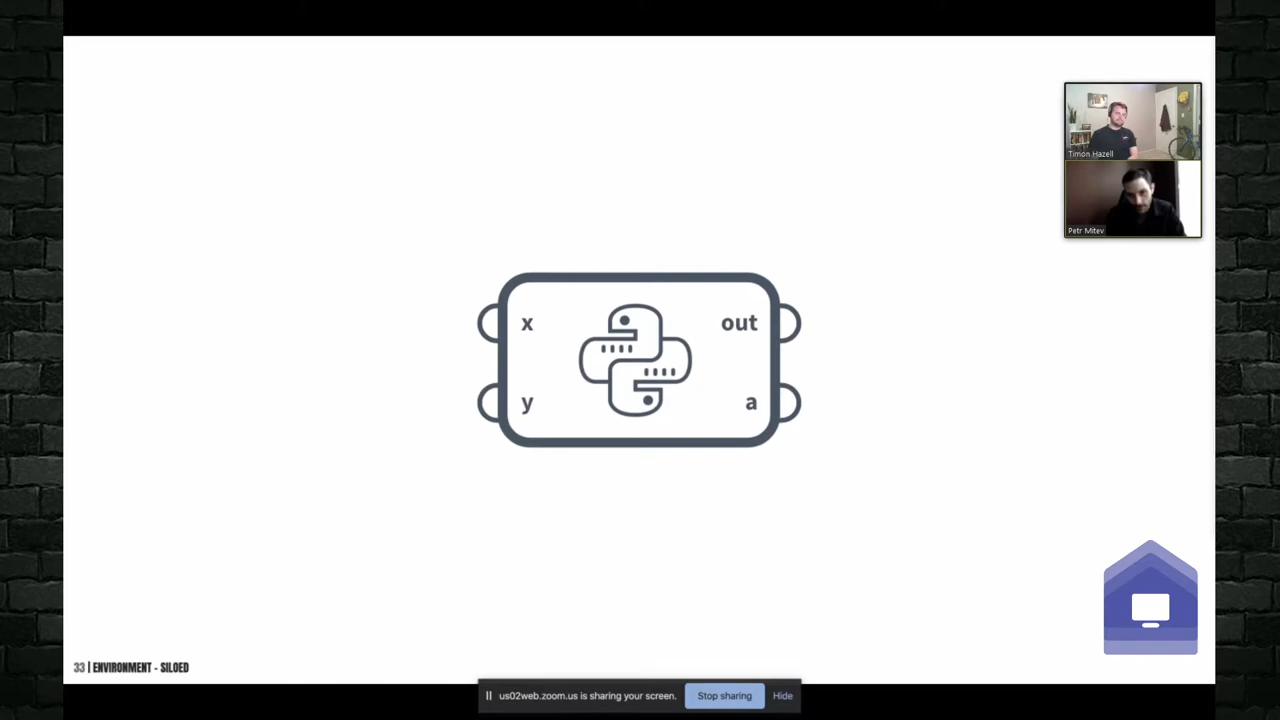 Timon Hazell
Petr Mitev
x
out
y
a
33 | ENVIRONMENT - SILOED
us02web.zoom.us is sharing your screen.
Stop sharing
Hide